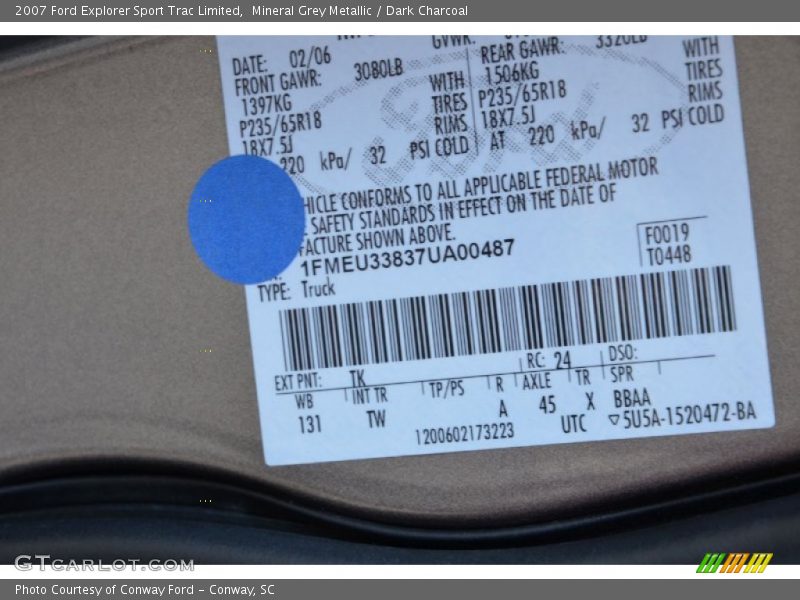 2007 Ford Explorer Sport Trac Limited, Mineral Grey Metallic / Dark Charcoal
DATE: 02/06 GVWR:
FRONT GAWR: 3080LB REAR GAWR: 3320LB
1397KG WITH 1506KG WITH
P235/65R18 TIRES P235/65R18 TIRES
18X7.5J RIMS 18X7.5J RIMS
220 kPa/ 32 PSI COLD AT 220 kPa/ 32 PSI COLD
HICLE CONFORMS TO ALL APPLICABLE FEDERAL MOTOR
SAFETY STANDARDS IN EFFECT ON THE DATE OF
FACTURE SHOWN ABOVE.
1FMEU33837UA00487
F0019
T0448
TYPE: Truck
EXT PNT: TK RC: 24 DSO:
WB INT TR TP/PS R AXLE TR SPR
131 TW A 45 X BBAA
1200602173223 UTC ▽5U5A-1520472-BA
GTcarlot.com
Photo Courtesy of Conway Ford - Conway, SC